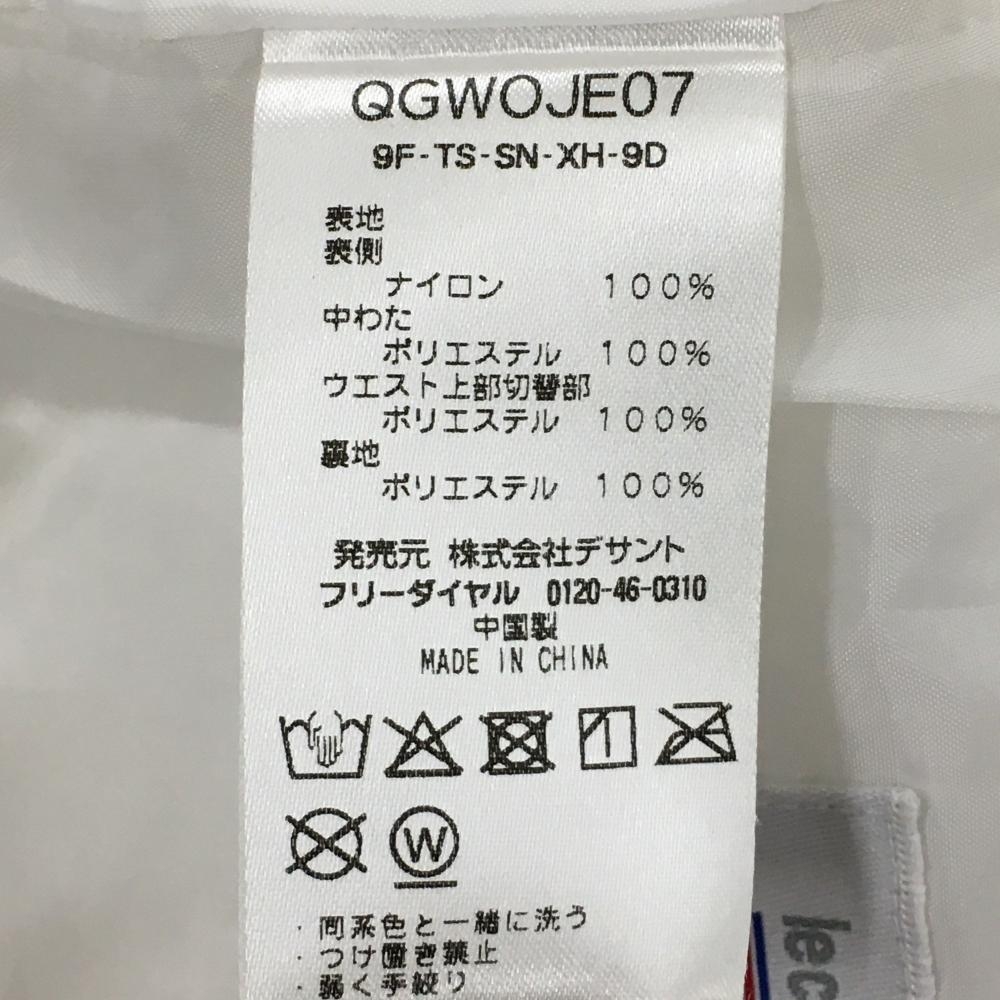 QGWOJE07
9F-TS-SN-XH-9D
表地
表側
ナイロン 100%
中わた
ポリエステル 100%
ウエスト上部切替部
ポリエステル 100%
裏地
ポリエステル 100%
発売元 株式会社デサント
フリーダイヤル 0120-46-0310
中国製
MADE IN CHINA
W
・同系色と一緒に洗う
・つけ置き禁止
・弱く手絞り
lec